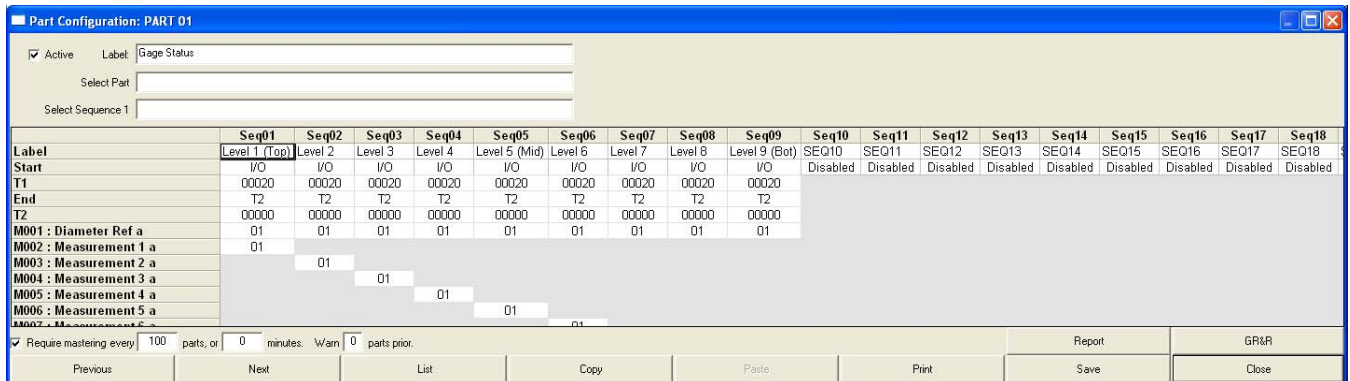 Part Configuration: PART 01
Active Label: Gage Status
Select Part
Select Sequence 1
Seq01 Seq02 Seq03 Seq04 Seq05 Seq06 Seq07 Seq08 Seq09 Seq10 Seq11 Seq12 Seq13 Seq14 Seq15 Seq16 Seq17 Seq18
Label Level 1 (Top) Level 2 Level 3 Level 4 Level 5 (Mid) Level 6 Level 7 Level 8 Level 9 (Bot) SEQ10 SEQ11 SEQ12 SEQ13 SEQ14 SEQ15 SEQ16 SEQ17 SEQ18
Start I/O I/O I/O I/O I/O I/O I/O I/O I/O Disabled Disabled Disabled Disabled Disabled Disabled Disabled Disabled Disabled
T1 00020 00020 00020 00020 00020 00020 00020 00020 00020
End T2 T2 T2 T2 T2 T2 T2 T2 T2
T2 00000 00000 00000 00000 00000 00000 00000 00000 00000
M001 : Diameter Ref a 01 01 01 01 01 01 01 01 01
M002 : Measurement 1 a 01
M003 : Measurement 2 a 01
M004 : Measurement 3 a 01
M005 : Measurement 4 a 01
M006 : Measurement 5 a 01
M007 : Measurement 6 a 01
Require mastering every 100 parts, or 0 minutes. Warn 0 parts prior. Report GR&R
Previous Next List Copy Paste Print Save Close